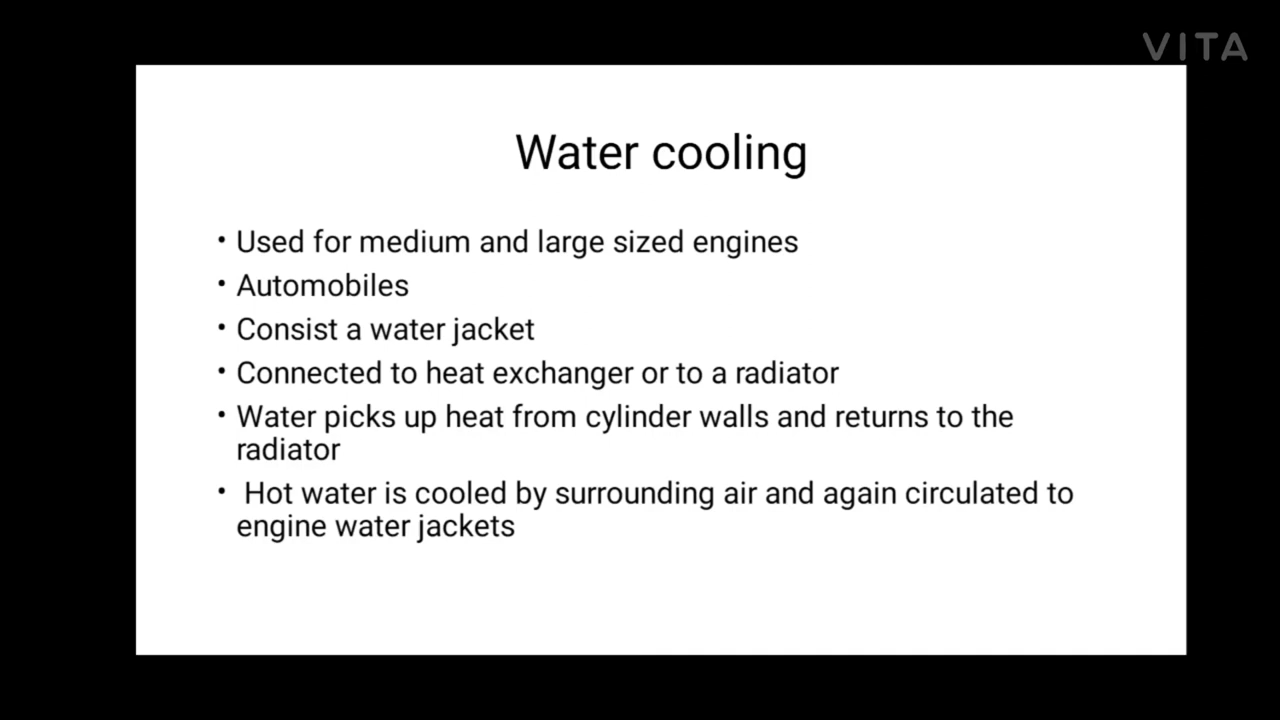 VITA
Water cooling
• Used for medium and large sized engines
• Automobiles
• Consist a water jacket
• Connected to heat exchanger or to a radiator
• Water picks up heat from cylinder walls and returns to the
radiator
• Hot water is cooled by surrounding air and again circulated to
engine water jackets